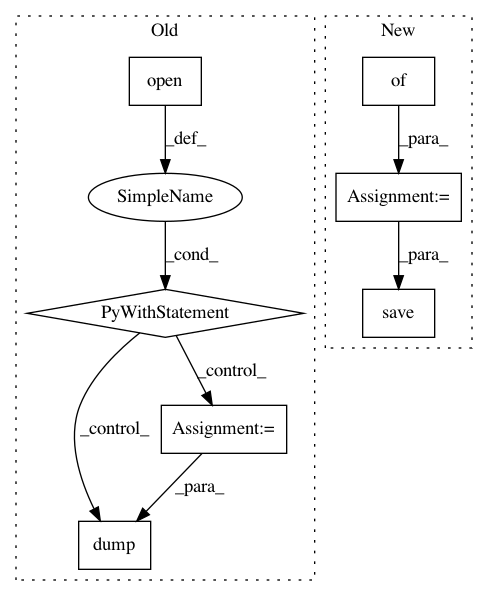 Old
New
open
of
_def_
_para_
SimpleName
Assignment:=
_cond_
_para_
PyWithStatement
save
_control_
_control_
Assignment:=
_para_
dump